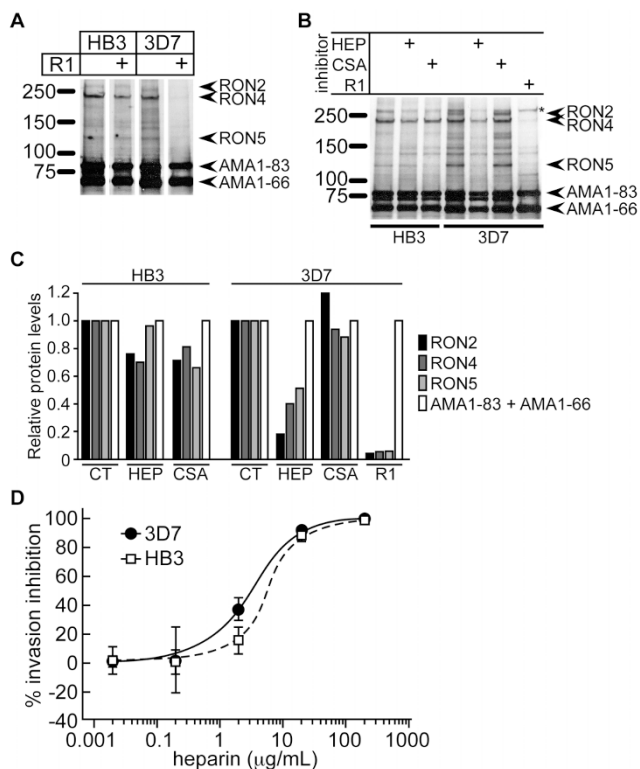 A
HB3 3D7
R1 + +
250
150
100
75
RON2
RON4
RON5
AMA1-83
AMA1-66
B
inhibitor
HEP + +
CSA + +
R1 +
250
150
100
75
*
RON2
RON4
RON5
AMA1-83
AMA1-66
HB3 3D7
C
HB3 3D7
Relative protein levels
1.2
1.0
0.8
0.6
0.4
0.2
0
CT HEP CSA CT HEP CSA R1
RON2
RON4
RON5
AMA1-83 + AMA1-66
D
% invasion inhibition
100
80
60
40
20
0
-20
-40
3D7
HB3
0.001 0.1 1 10 100 1000
heparin (µg/mL)